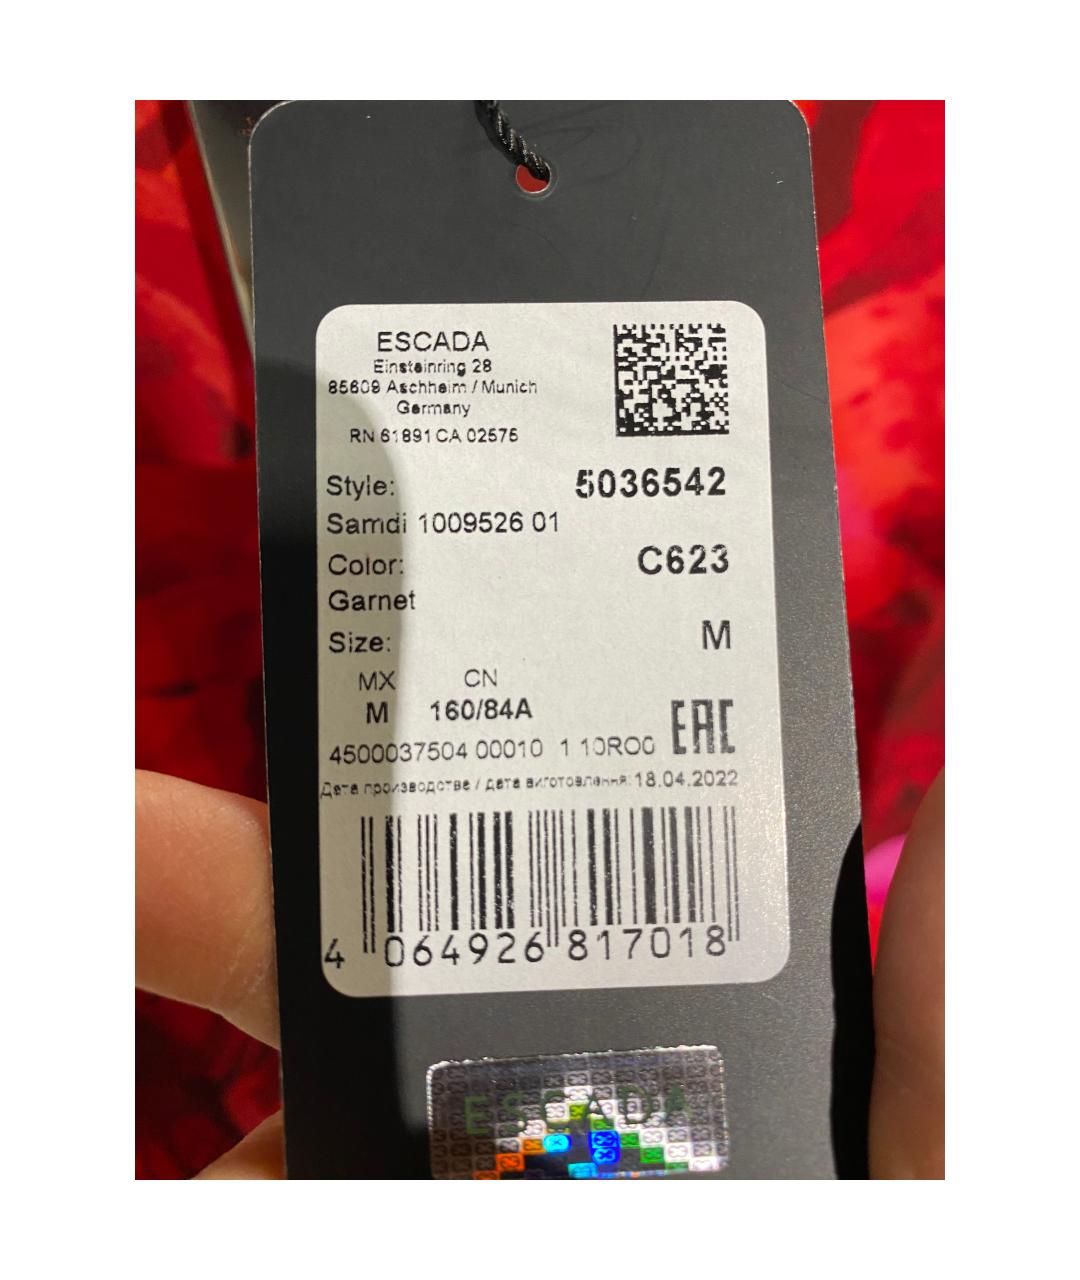 ESCADA
Einsteinring 28
85609 Aschheim / Munich
Germany
RN 61891 CA 02575
Style: 5036542
Samdi 1009526 01
Color: C623
Garnet
Size: M
MX CN
M 160/84A
4500037504 00010 1 10RO0
EAC
Дата производстве / дата виготовлення: 18.04.2022
4 064926 817018
ESCADA